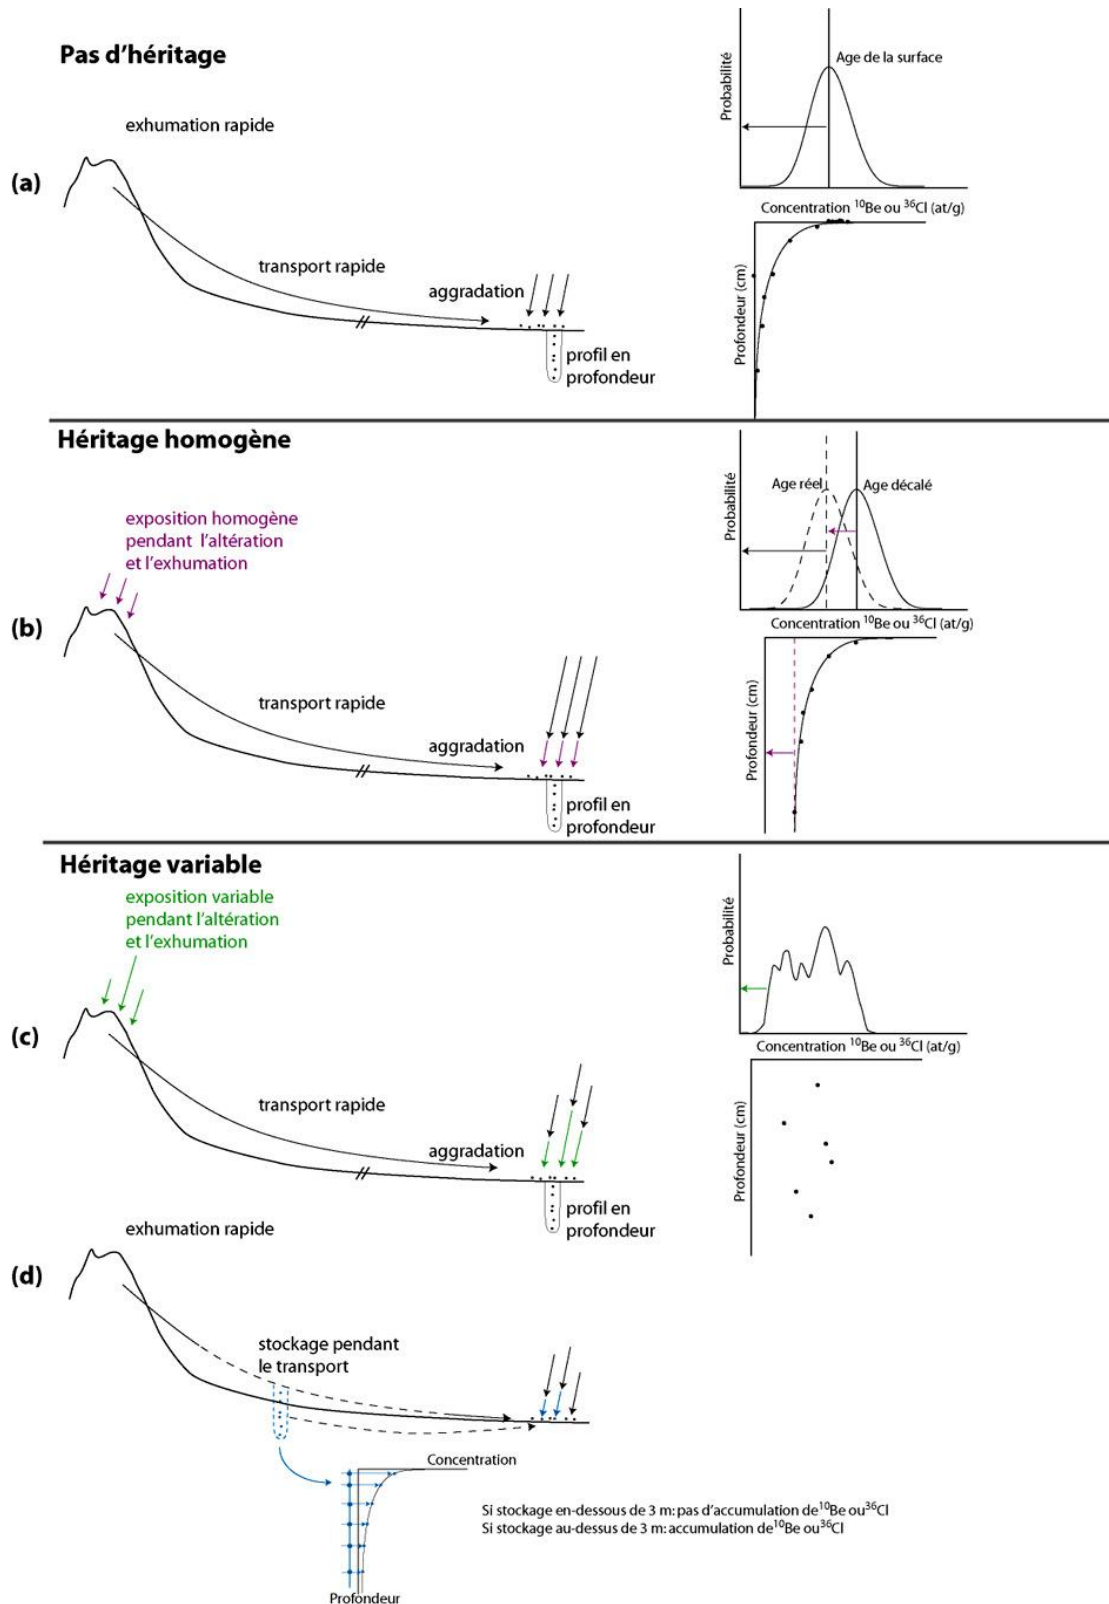 Pas d'héritage
exhumation rapide
(a)
transport rapide
aggradation
profil en
profondeur
Probabilité
Age de la surface
Concentration ¹⁰Be ou ³⁶Cl (at/g)
Profondeur (cm)
Héritage homogène
exposition homogène
pendant l'altération
et l'exhumation
(b)
transport rapide
aggradation
profil en
profondeur
Probabilité
Age réel
Age décalé
Concentration ¹⁰Be ou ³⁶Cl (at/g)
Profondeur (cm)
Héritage variable
exposition variable
pendant l'altération
et l'exhumation
(c)
transport rapide
aggradation
profil en
profondeur
Probabilité
Concentration ¹⁰Be ou ³⁶Cl (at/g)
Profondeur (cm)
exhumation rapide
(d)
stockage pendant
le transport
Concentration
Profondeur
Si stockage en-dessous de 3 m: pas d'accumulation de ¹⁰Be ou ³⁶Cl
Si stockage au-dessus de 3 m: accumulation de ¹⁰Be ou ³⁶Cl